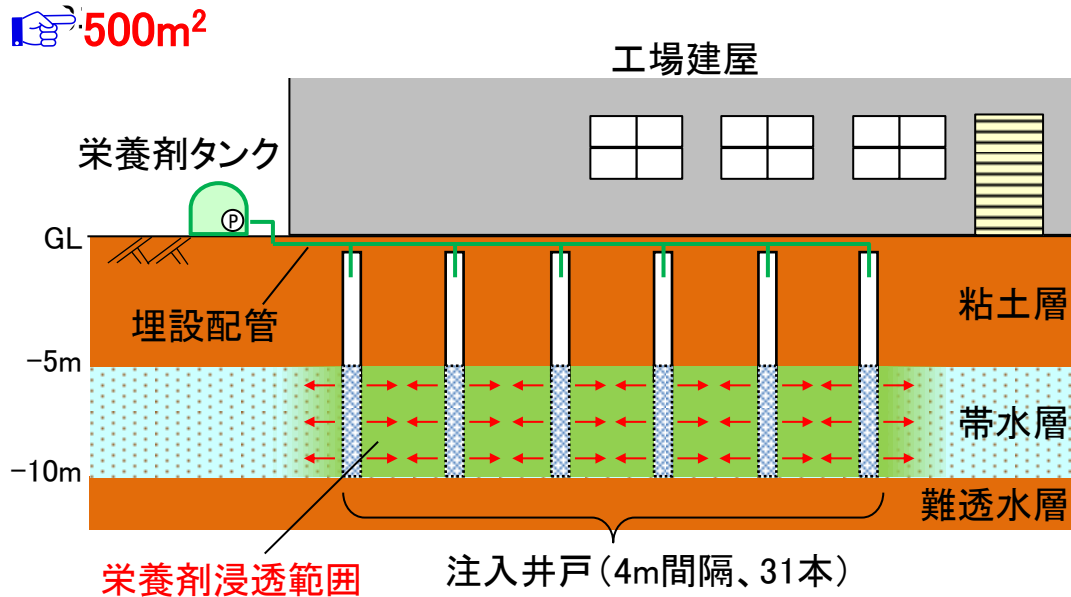 500m²
工場建屋
栄養剤タンク
P
GL
粘土層
埋設配管
-5m
帯水層
-10m
難透水層
栄養剤浸透範囲
注入井戸（4m間隔、31本）